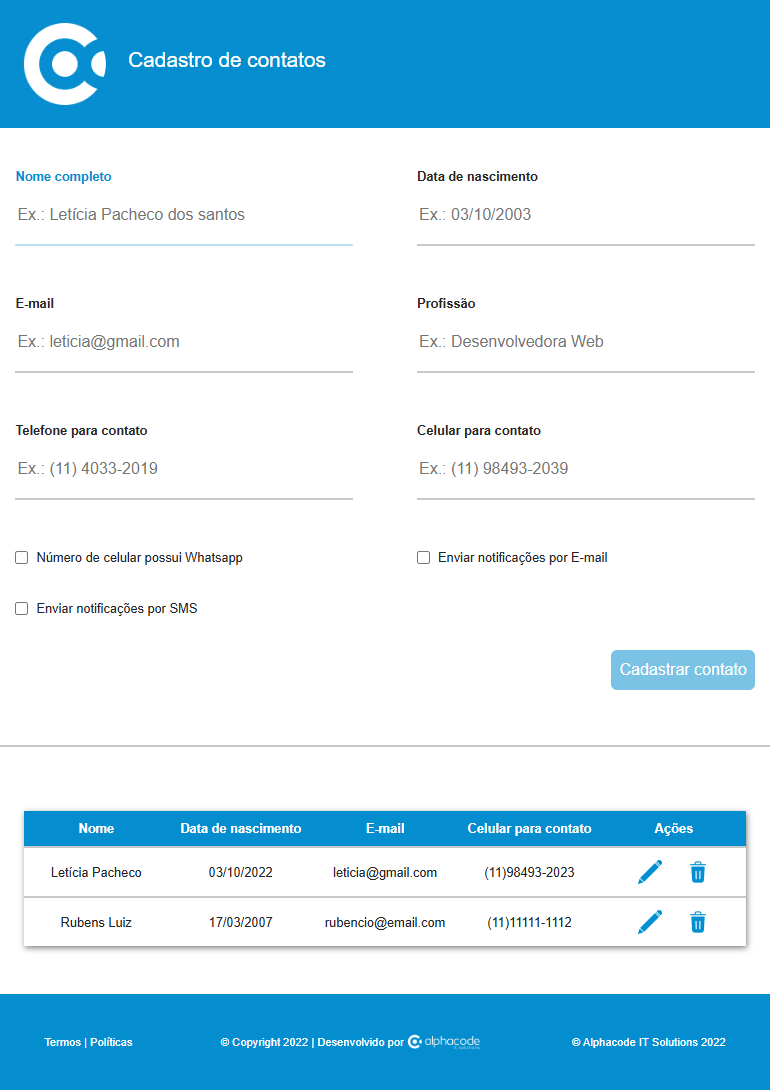 Cadastro de contatos
Nome completo
Data de nascimento
Ex.: Letícia Pacheco dos santos
Ex.: 03/10/2003
E-mail
Profissão
Ex.: leticia@gmail.com
Ex.: Desenvolvedora Web
Telefone para contato
Celular para contato
Ex.: (11) 4033-2019
Ex.: (11) 98493-2039
Número de celular possui Whatsapp
Enviar notificações por E-mail
Enviar notificações por SMS
Cadastrar contato
Nome Data de nascimento E-mail Celular para contato Ações
Letícia Pacheco 03/10/2022 leticia@gmail.com (11)98493-2023
Rubens Luiz 17/03/2007 rubencio@email.com (11)11111-1112
Termos | Políticas
© Copyright 2022 | Desenvolvido por alphacode
IT solutions
© Alphacode IT Solutions 2022